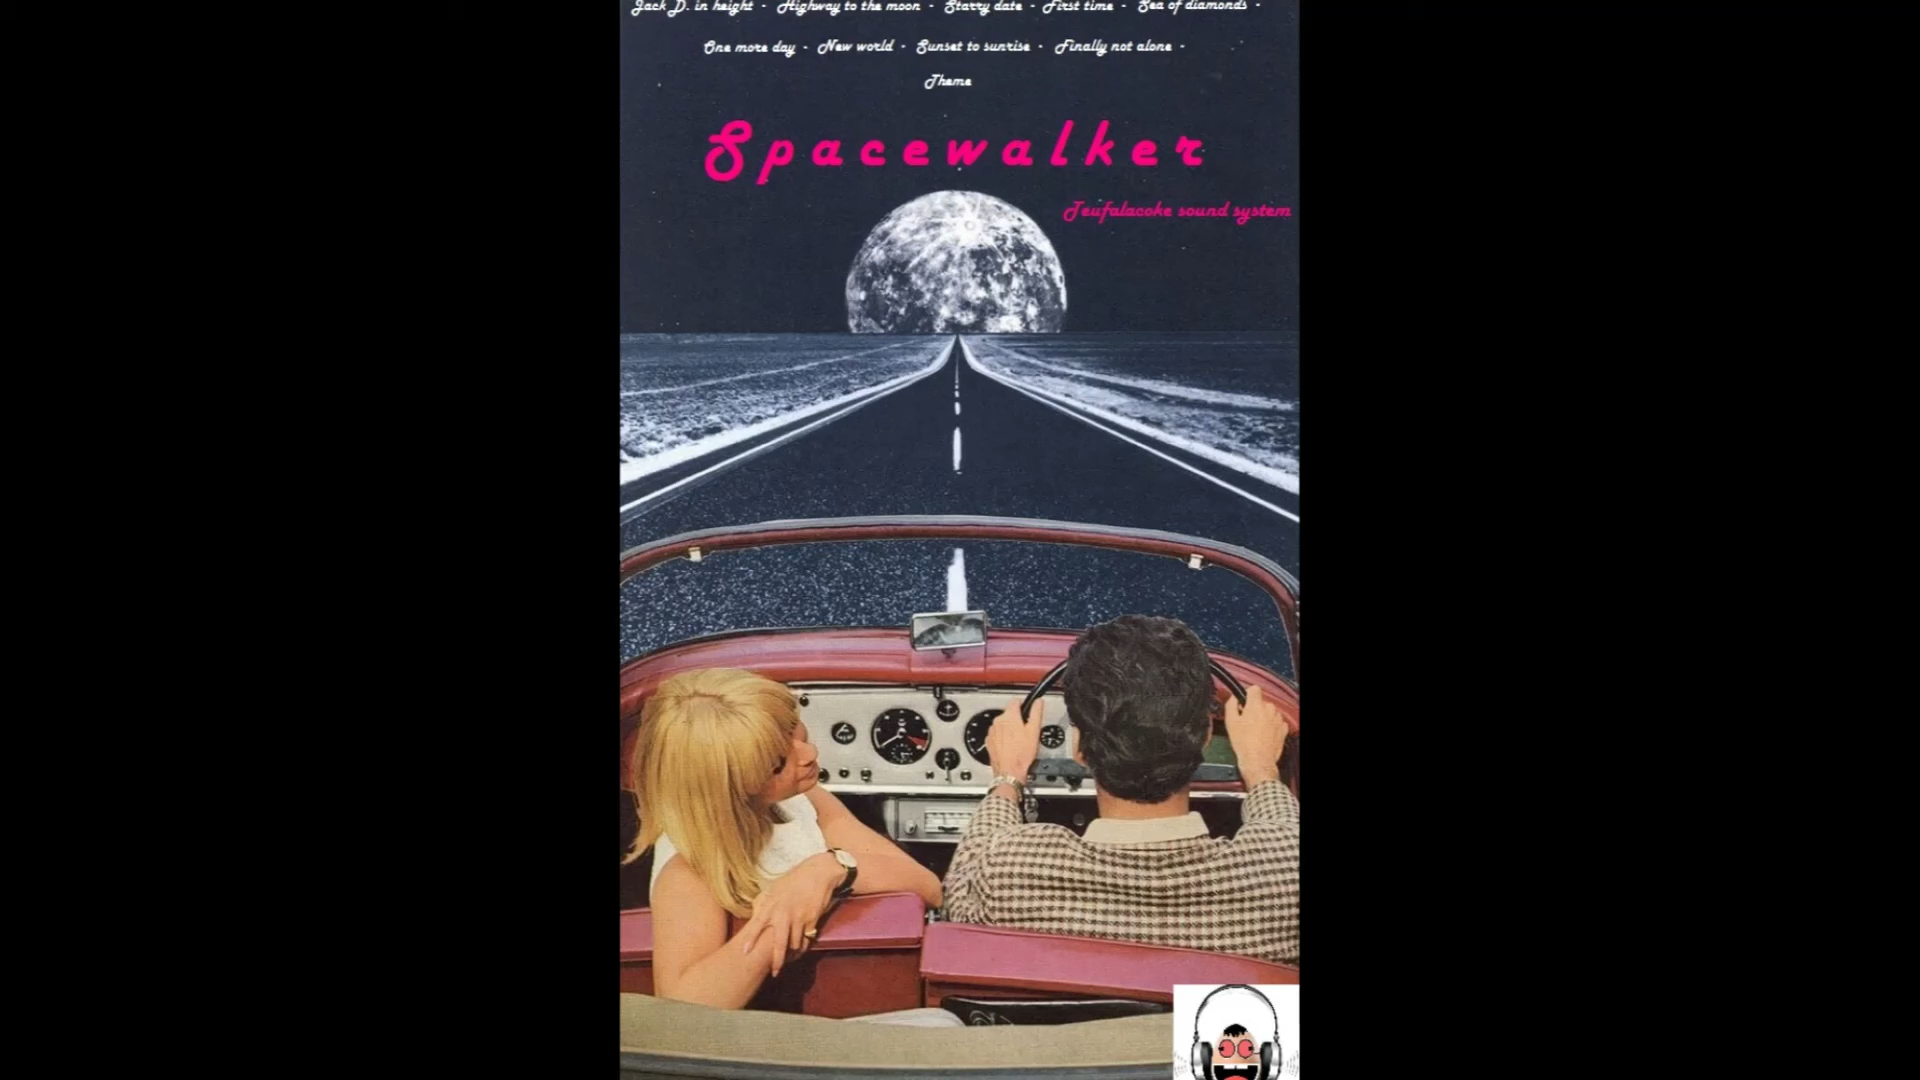 Jack D. in height - Highway to the moon - Starry date - First time - Sea of diamonds -
One more day - New world - Sunset to sunrise - Finally not alone -
Theme
Spacewalker
Teufalacoke sound system